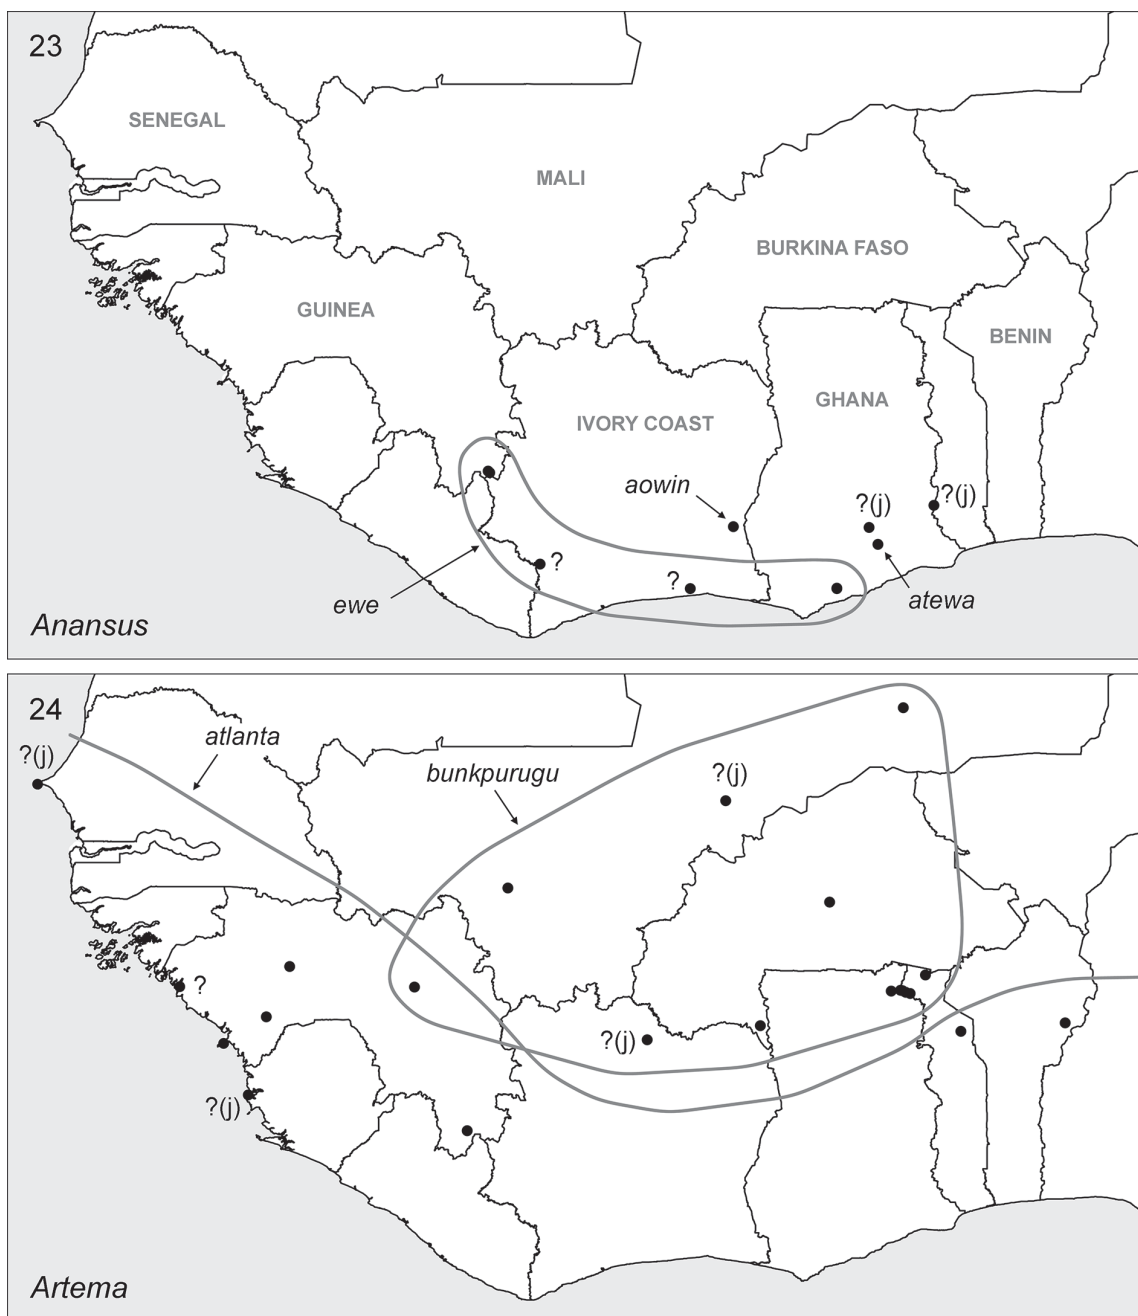 23
SENEGAL
MALI
BURKINA FASO
GUINEA
BENIN
GHANA
IVORY COAST
aowin
?(j)
?(j)
?
?
ewe
atewa
Anansus
24
atlanta
?(j)
bunkpurugu
?(j)
?
?(j)
?(j)
Artema